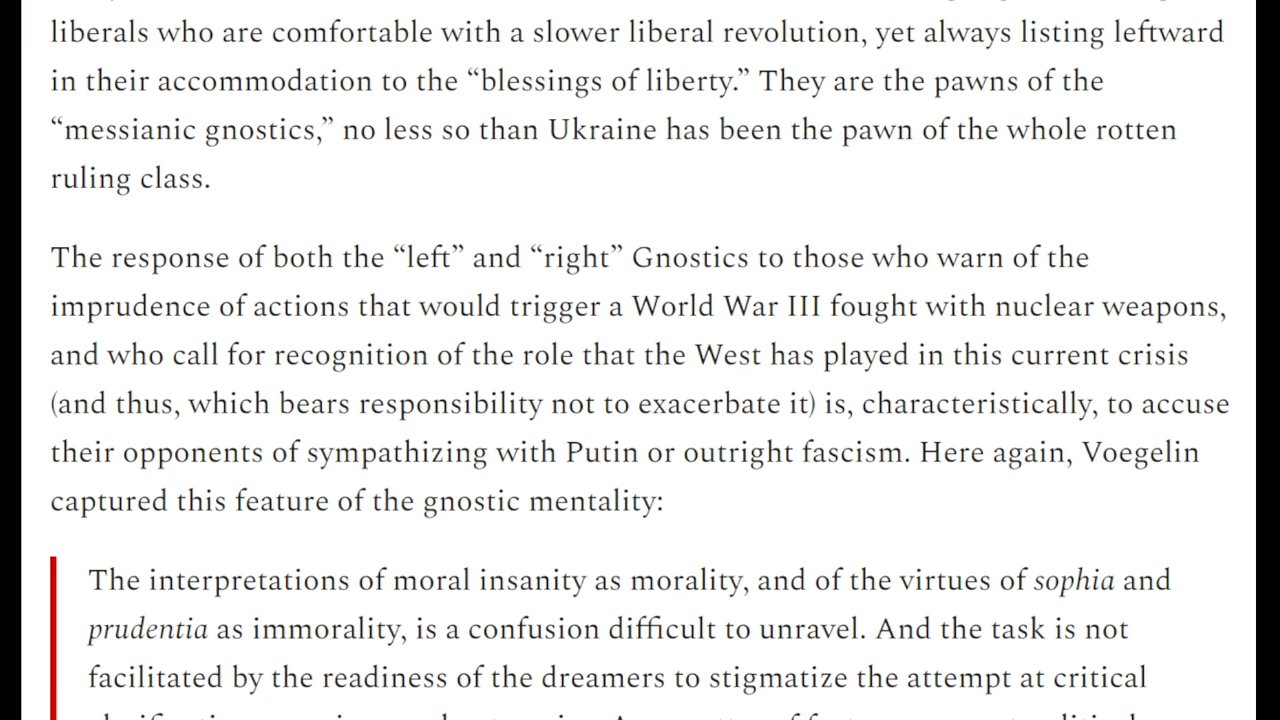 liberals who are comfortable with a slower liberal revolution, yet always listing leftward
in their accommodation to the “blessings of liberty.” They are the pawns of the
“messianic gnostics,” no less so than Ukraine has been the pawn of the whole rotten
ruling class.
The response of both the “left” and “right” Gnostics to those who warn of the
imprudence of actions that would trigger a World War III fought with nuclear weapons,
and who call for recognition of the role that the West has played in this current crisis
(and thus, which bears responsibility not to exacerbate it) is, characteristically, to accuse
their opponents of sympathizing with Putin or outright fascism. Here again, Voegelin
captured this feature of the gnostic mentality:
The interpretations of moral insanity as morality, and of the virtues of sophia and
prudentia as immorality, is a confusion difficult to unravel. And the task is not
facilitated by the readiness of the dreamers to stigmatize the attempt at critical